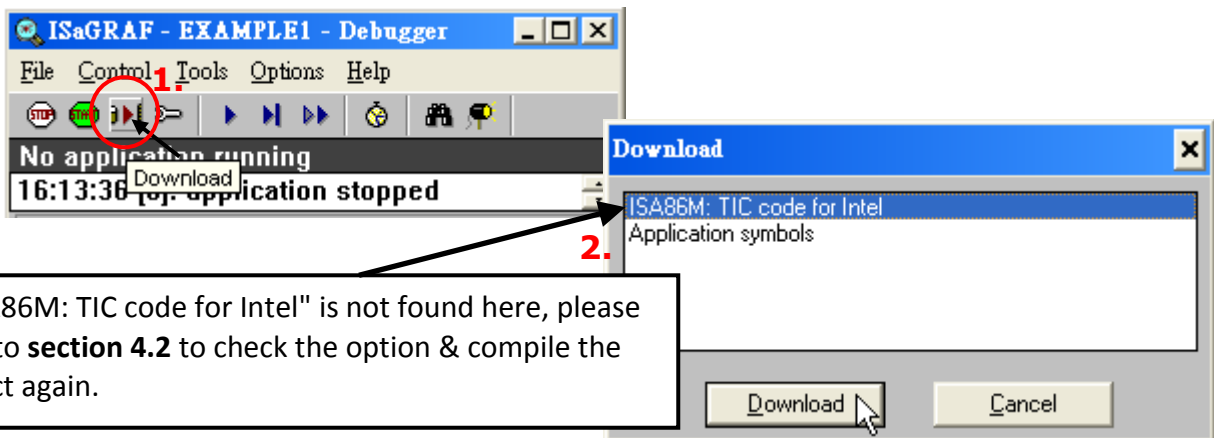 ISaGRAF - EXAMPLE1 - Debugger
File Control Tools Options Help
1.
STOP
No application running
Download
16:13:36 application stopped
Download
ISA86M: TIC code for Intel
Application symbols
2.
86M: TIC code for Intel" is not found here, please
to section 4.2 to check the option & compile the
ct again.
Download Cancel